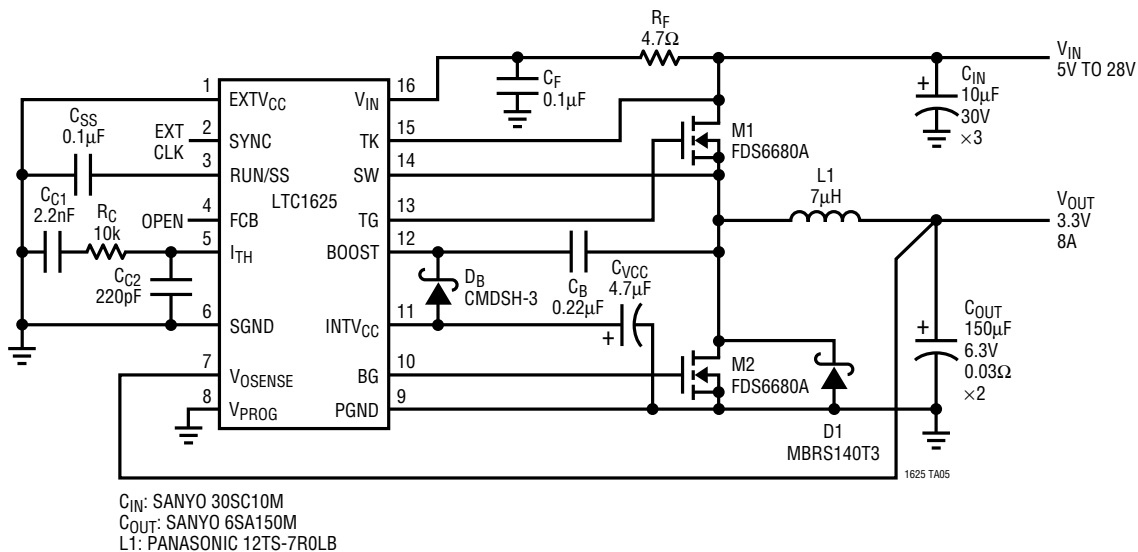 RF
4.7Ω
VIN
5V TO 28V
CF
0.1µF
+
CIN
10µF
30V
×3
1
EXTVCC
VIN
16
CSS
0.1µF
EXT
CLK
2
SYNC
TK
15
M1
FDS6680A
3
RUN/SS
SW
14
LTC1625
L1
7µH
CC1
2.2nF
RC
10k
OPEN
4
FCB
TG
13
VOUT
3.3V
8A
5
ITH
BOOST
12
CC2
220pF
DB
CMDSH-3
CB
0.22µF
CVCC
4.7µF
+
6
SGND
INTVCC
11
+
COUT
150µF
6.3V
0.03Ω
×2
7
VOSENSE
BG
10
M2
FDS6680A
8
VPROG
PGND
9
D1
MBRS140T3
1625 TA05
CIN: SANYO 30SC10M
COUT: SANYO 6SA150M
L1: PANASONIC 12TS-7R0LB